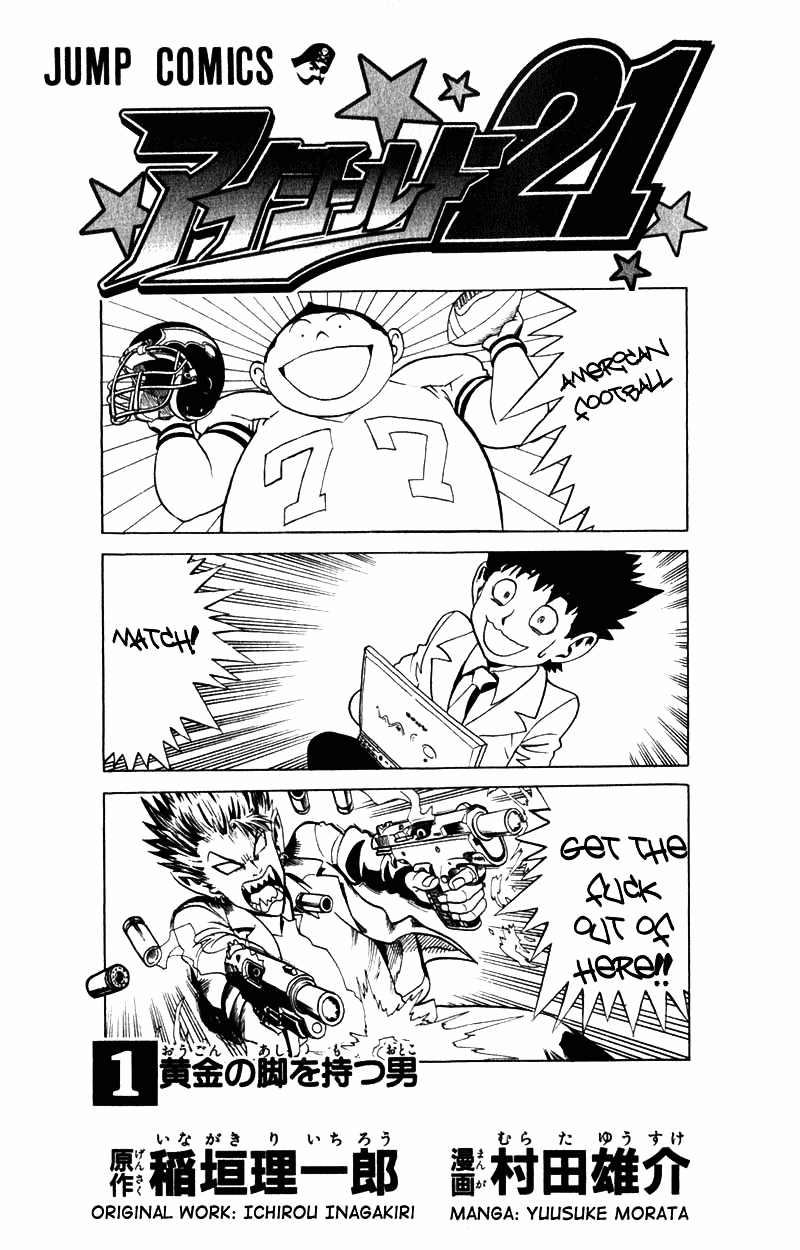 JUMP COMICS
アイシールド21
AMERICAN
FOOTBALL
MATCH!
GET THE
FUCK
OUT OF
HERE!!
おうごん あし も おとこ
1 黄金の脚を持つ男
いながき りいちろう
原作 げんさく 稲垣理一郎
むらた ゆうすけ
漫画 まんが 村田雄介
ORIGINAL WORK: ICHIROU INAGAKIRI
MANGA: YUUSUKE MORATA
77